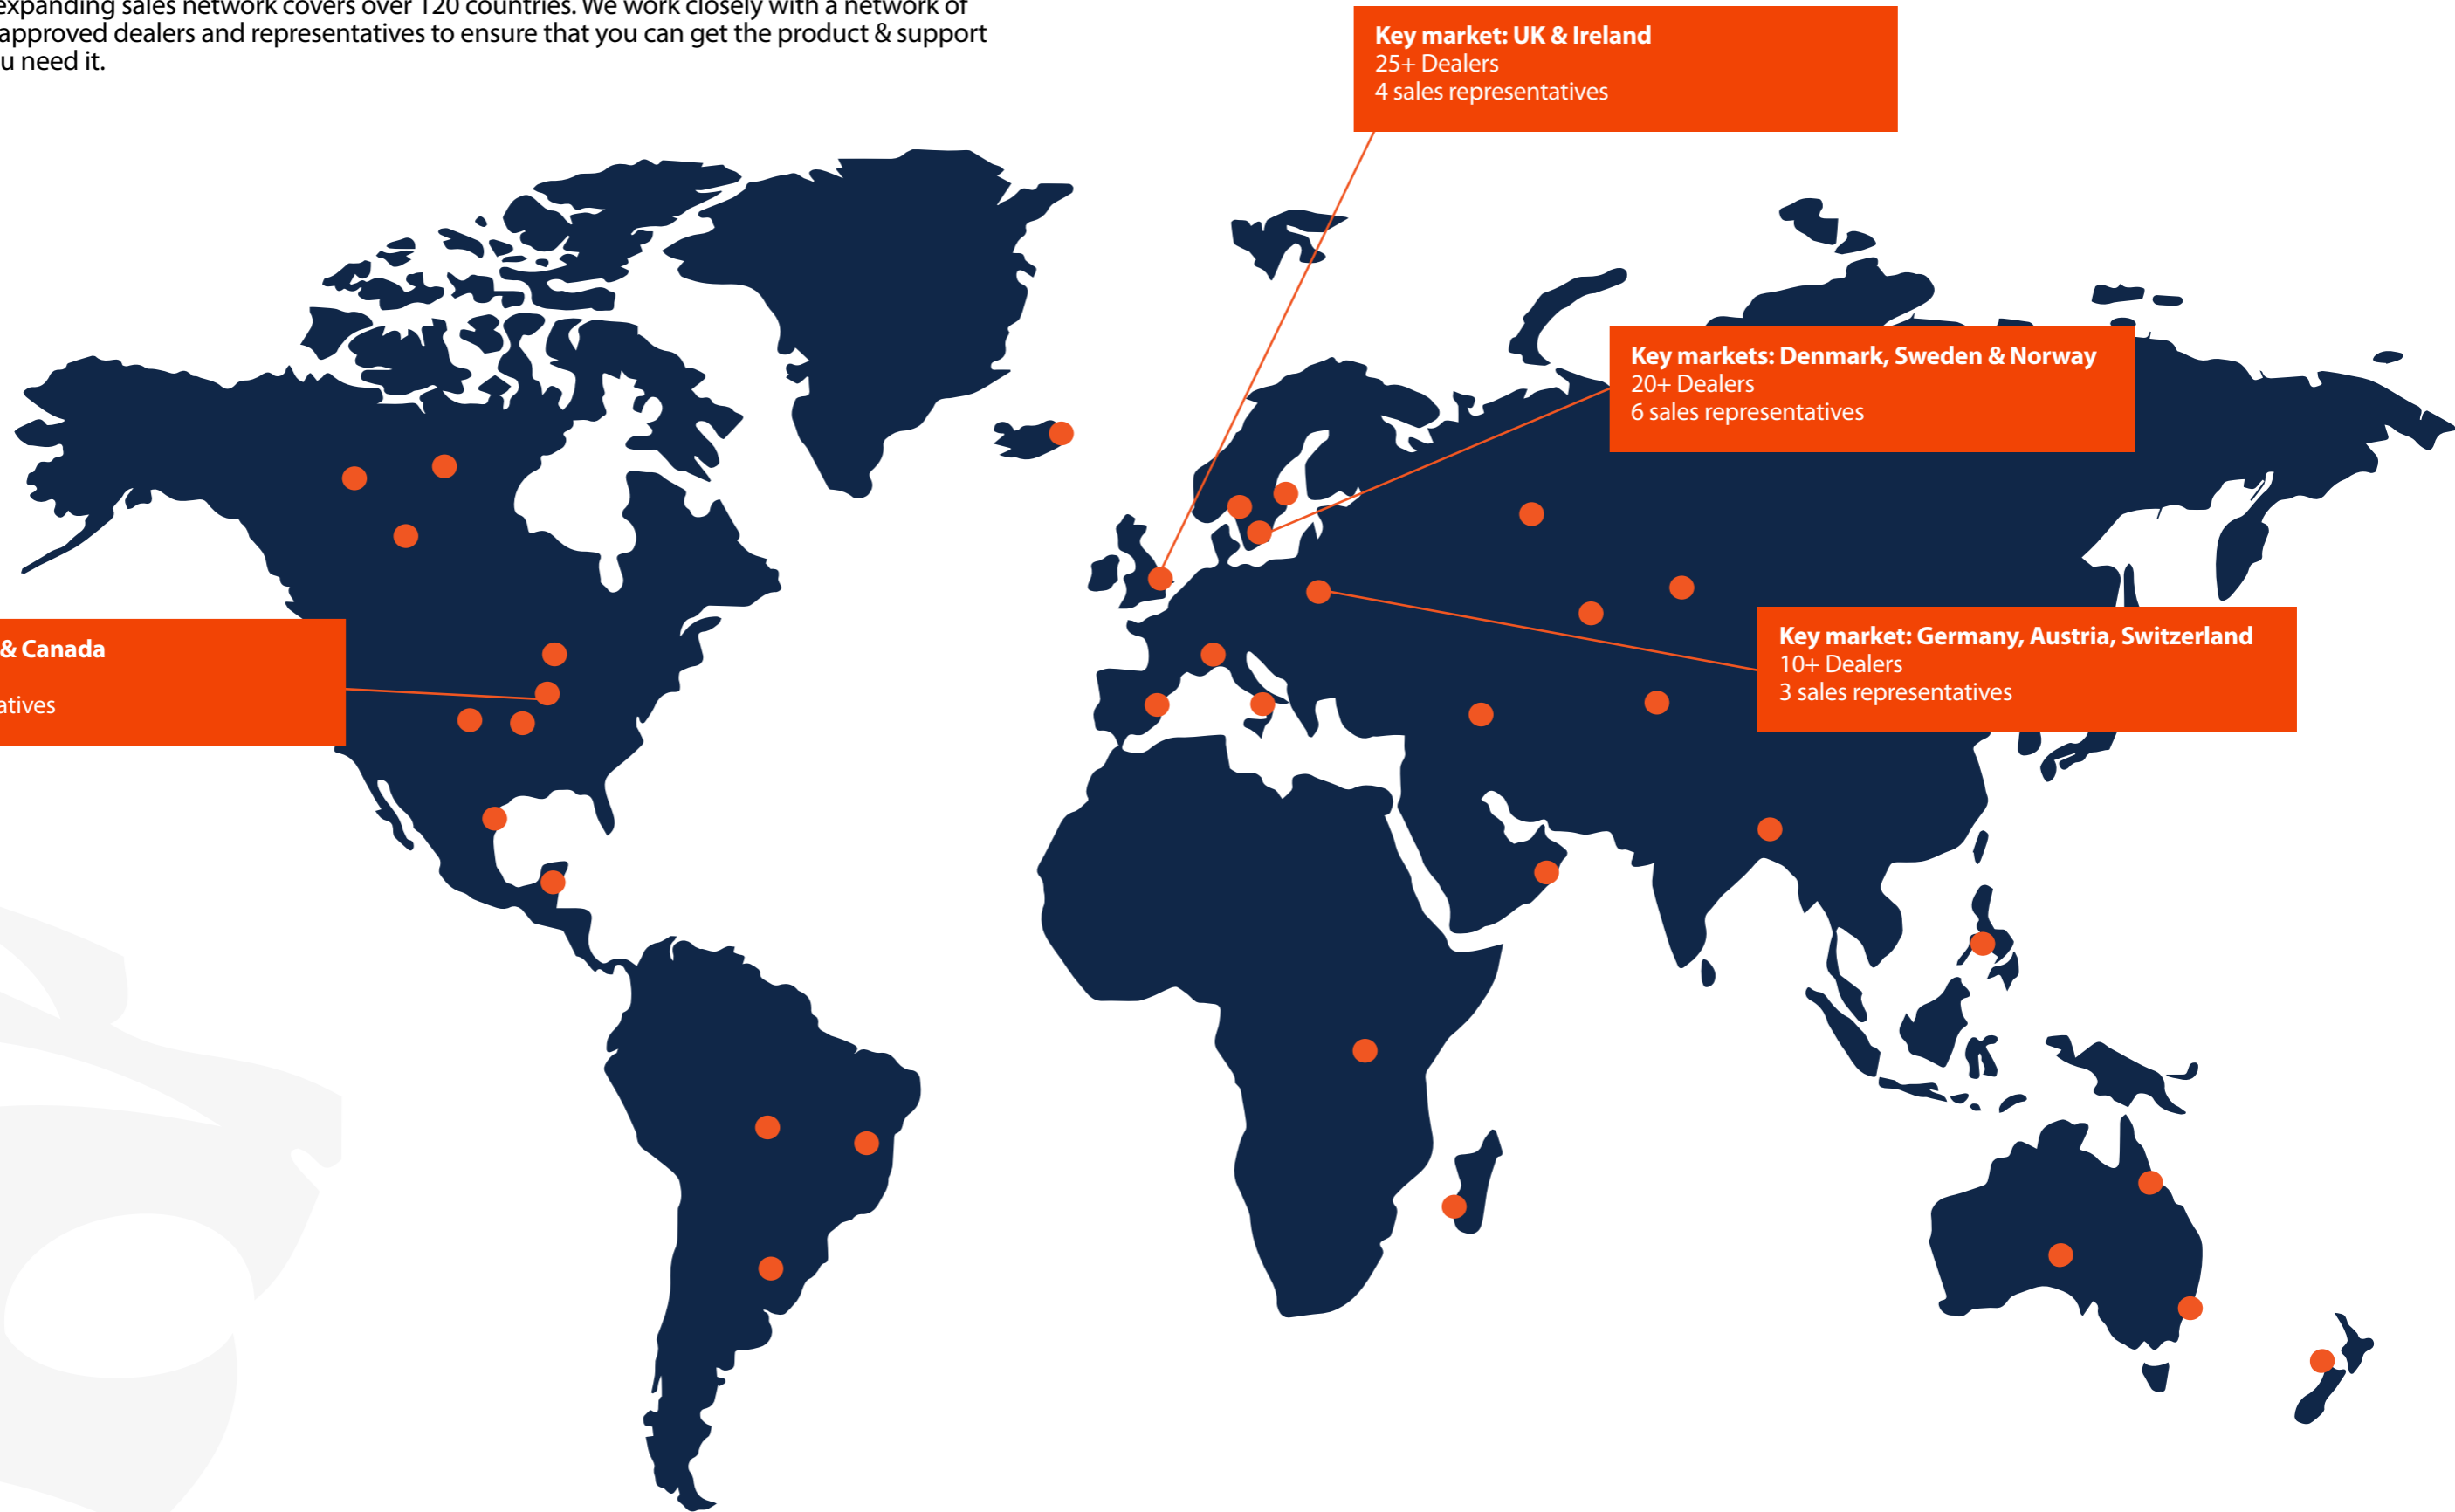 expanding sales network covers over 120 countries. We work closely with a network of
approved dealers and representatives to ensure that you can get the product & support
u need it.
Key market: UK & Ireland
25+ Dealers
4 sales representatives
Key markets: Denmark, Sweden & Norway
20+ Dealers
6 sales representatives
Key market: Germany, Austria, Switzerland
10+ Dealers
3 sales representatives
& Canada
atives